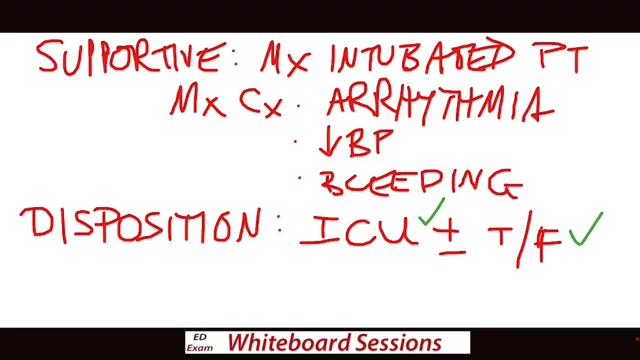 SUPPORTIVE: Mx INTUBATED PT
Mx Cx · ARRHYTHMIA
· ↓BP
· BLEEDING
DISPOSITION: ICU ✓ ± T/F ✓
ED Exam Whiteboard Sessions